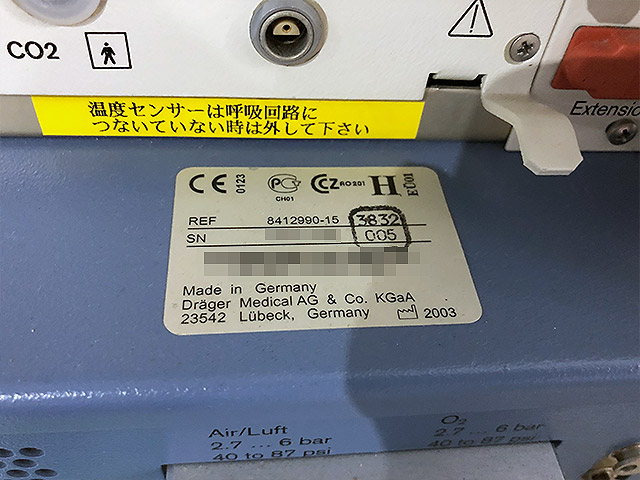 CO2
Extensio
温度センサーは呼吸回路に
つないでいない時は外して下さい
CE 0123 PG CH01 CCZ RO201 H EC01
REF 8412990-15 3832
SN 005
Made in Germany
Dräger Medical AG & Co. KGaA
23542 Lübeck, Germany 2003
Air/Luft
2.7 ... 6 bar
40 to 87 psi
O2
2.7 ... 6 bar
40 to 87 psi